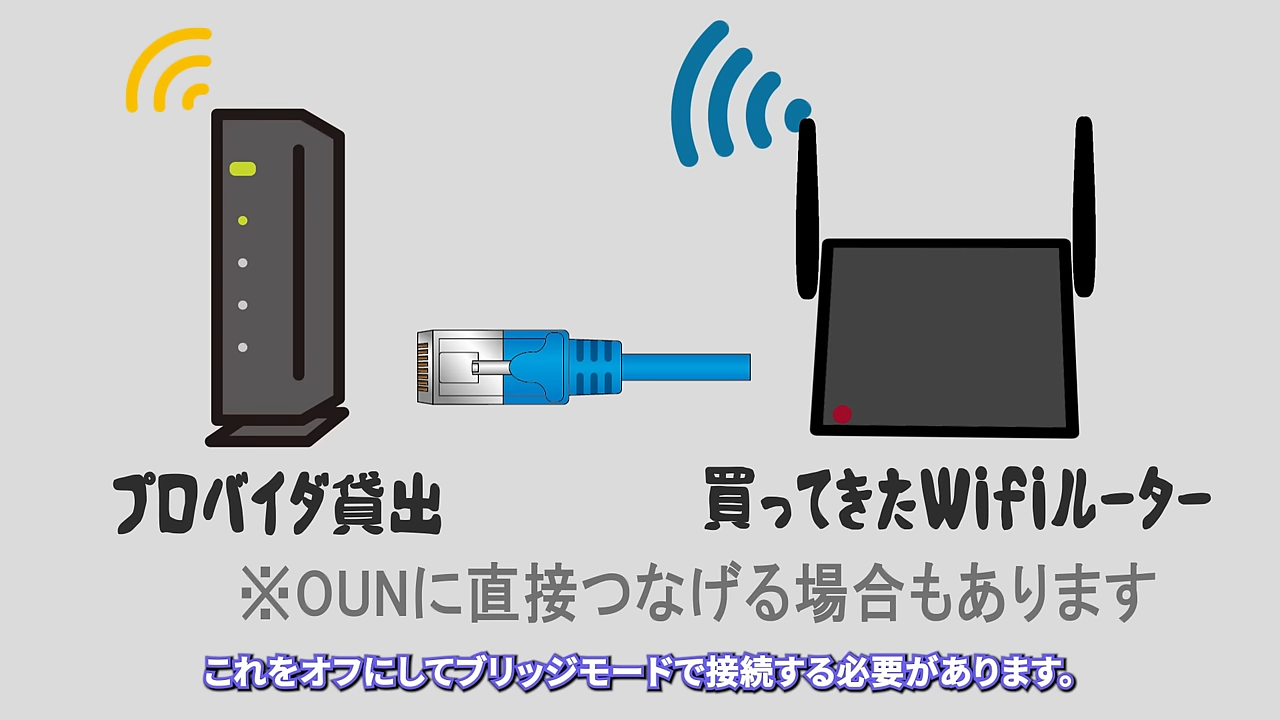 プロバイダ貸出
買ってきたWifiルーター
※OUNに直接つなげる場合もあります
これをオフにしてブリッジモードで接続する必要があります。